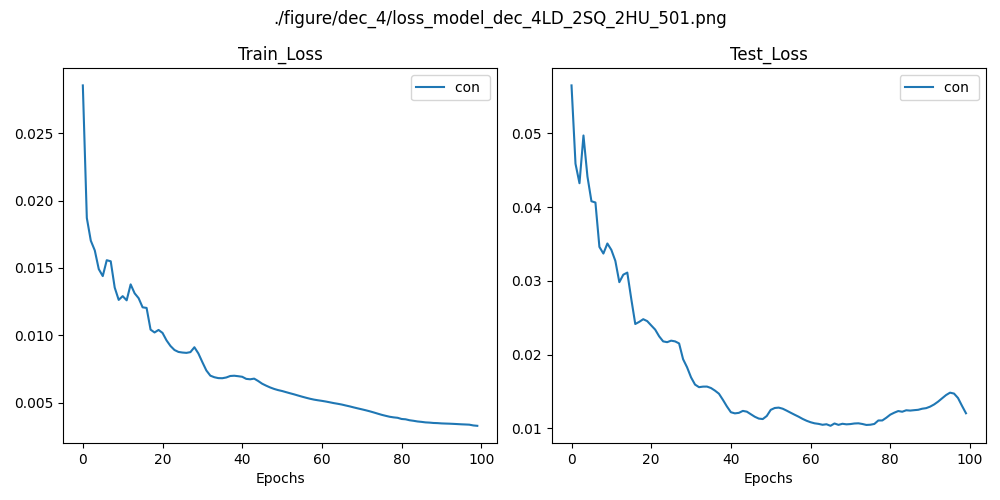 ./figure/dec_4/loss_model_dec_4LD_2SQ_2HU_501.png
Train_Loss
con
0.025
0.020
0.015
0.010
0.005
0 20 40 60 80 100
Epochs
Test_Loss
con
0.05
0.04
0.03
0.02
0.01
0 20 40 60 80 100
Epochs